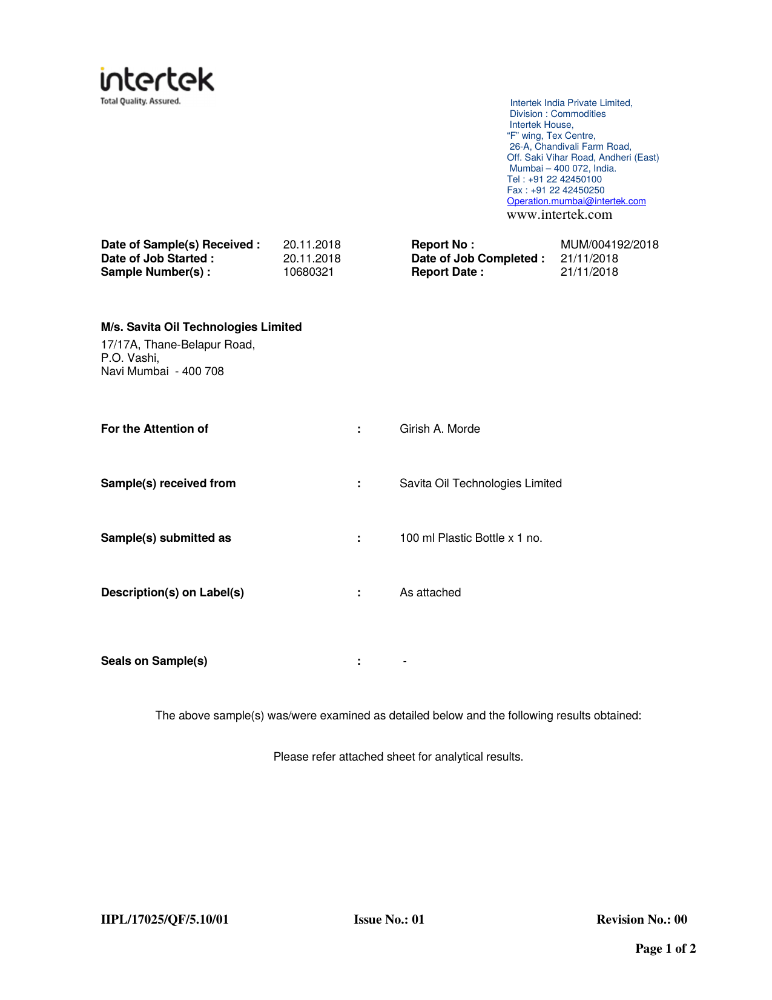 intertek
Total Quality. Assured.
Intertek India Private Limited,
Division : Commodities
Intertek House,
“F” wing, Tex Centre,
26-A, Chandivali Farm Road,
Off. Saki Vihar Road, Andheri (East)
Mumbai – 400 072, India.
Tel : +91 22 42450100
Fax : +91 22 42450250
Operation.mumbai@intertek.com
www.intertek.com
Date of Sample(s) Received : 20.11.2018 Report No : MUM/004192/2018
Date of Job Started : 20.11.2018 Date of Job Completed : 21/11/2018
Sample Number(s) : 10680321 Report Date : 21/11/2018
M/s. Savita Oil Technologies Limited
17/17A, Thane-Belapur Road,
P.O. Vashi,
Navi Mumbai - 400 708
For the Attention of : Girish A. Morde
Sample(s) received from : Savita Oil Technologies Limited
Sample(s) submitted as : 100 ml Plastic Bottle x 1 no.
Description(s) on Label(s) : As attached
Seals on Sample(s) : -
The above sample(s) was/were examined as detailed below and the following results obtained:
Please refer attached sheet for analytical results.
IIPL/17025/QF/5.10/01 Issue No.: 01 Revision No.: 00
Page 1 of 2